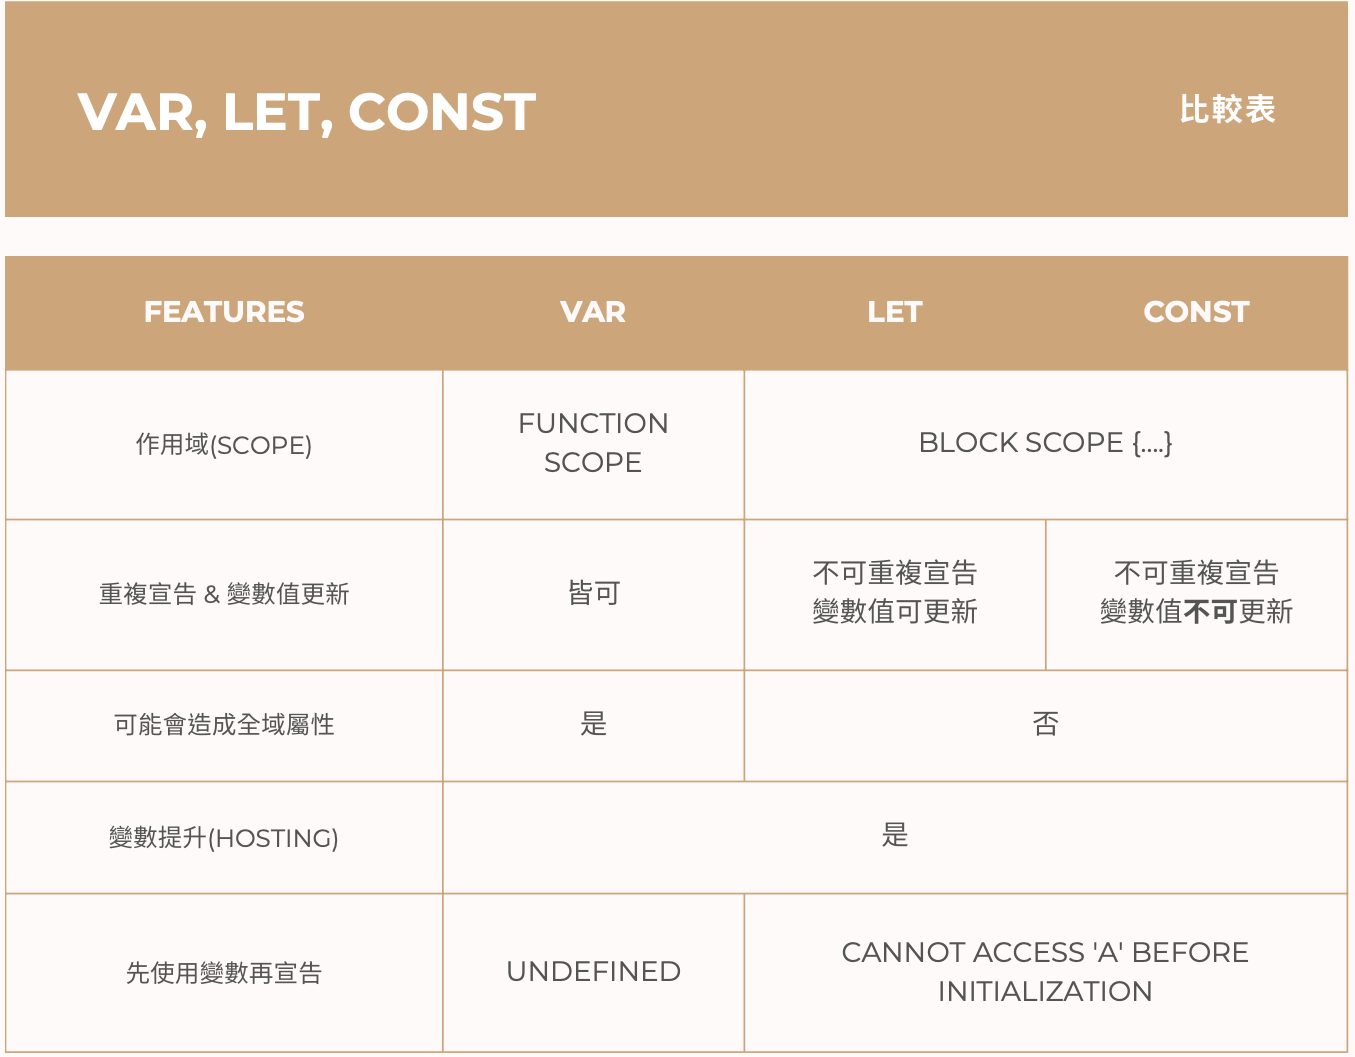 VAR, LET, CONST
比較表
FEATURES
VAR
LET
CONST
作用域(SCOPE)
FUNCTION
SCOPE
BLOCK SCOPE {....}
重複宣告 & 變數值更新
皆可
不可重複宣告
變數值可更新
不可重複宣告
變數值不可更新
可能會造成全域屬性
是
否
變數提升(HOSTING)
是
先使用變數再宣告
UNDEFINED
CANNOT ACCESS 'A' BEFORE
INITIALIZATION